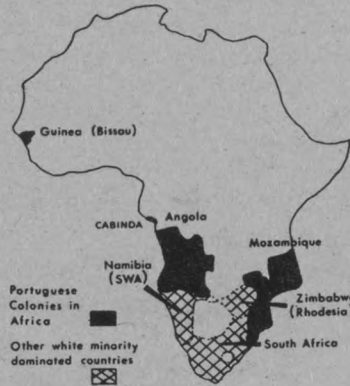 Guinea (Bissau)
CABINDA
Angola
Mozambique
Namibia
(SWA)
Portuguese
Colonies in
Africa
Zimbabwe
(Rhodesia)
South Africa
Other white minority
dominated countries